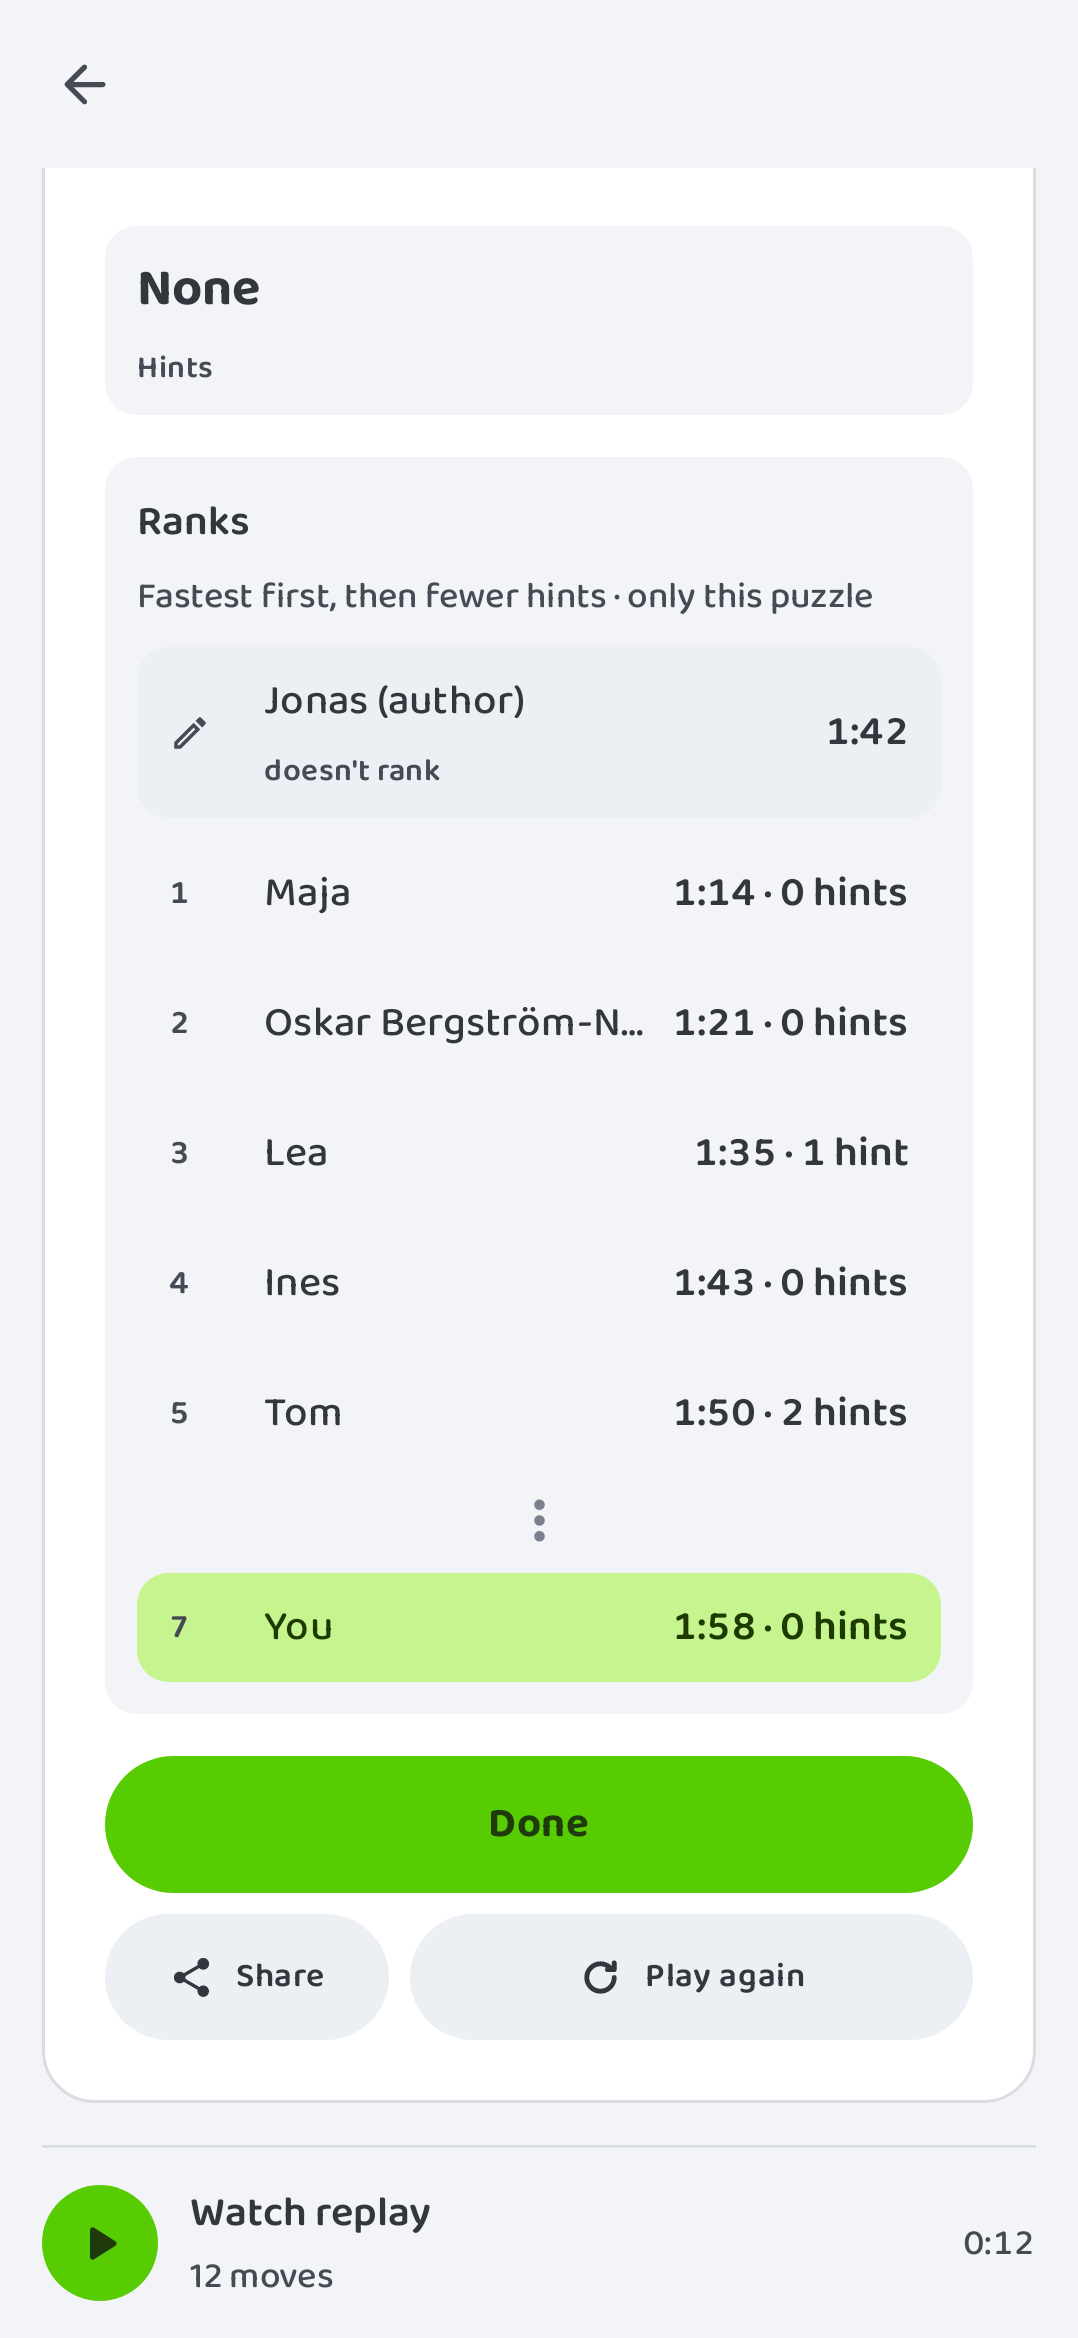 None
Hints
Ranks
Fastest first, then fewer hints · only this puzzle
Jonas (author)
doesn't rank
1:42
1 Maja 1:14 · 0 hints
2 Oskar Bergström-N... 1:21 · 0 hints
3 Lea 1:35 · 1 hint
4 Ines 1:43 · 0 hints
5 Tom 1:50 · 2 hints
7 You 1:58 · 0 hints
Done
Share Play again
Watch replay
12 moves
0:12